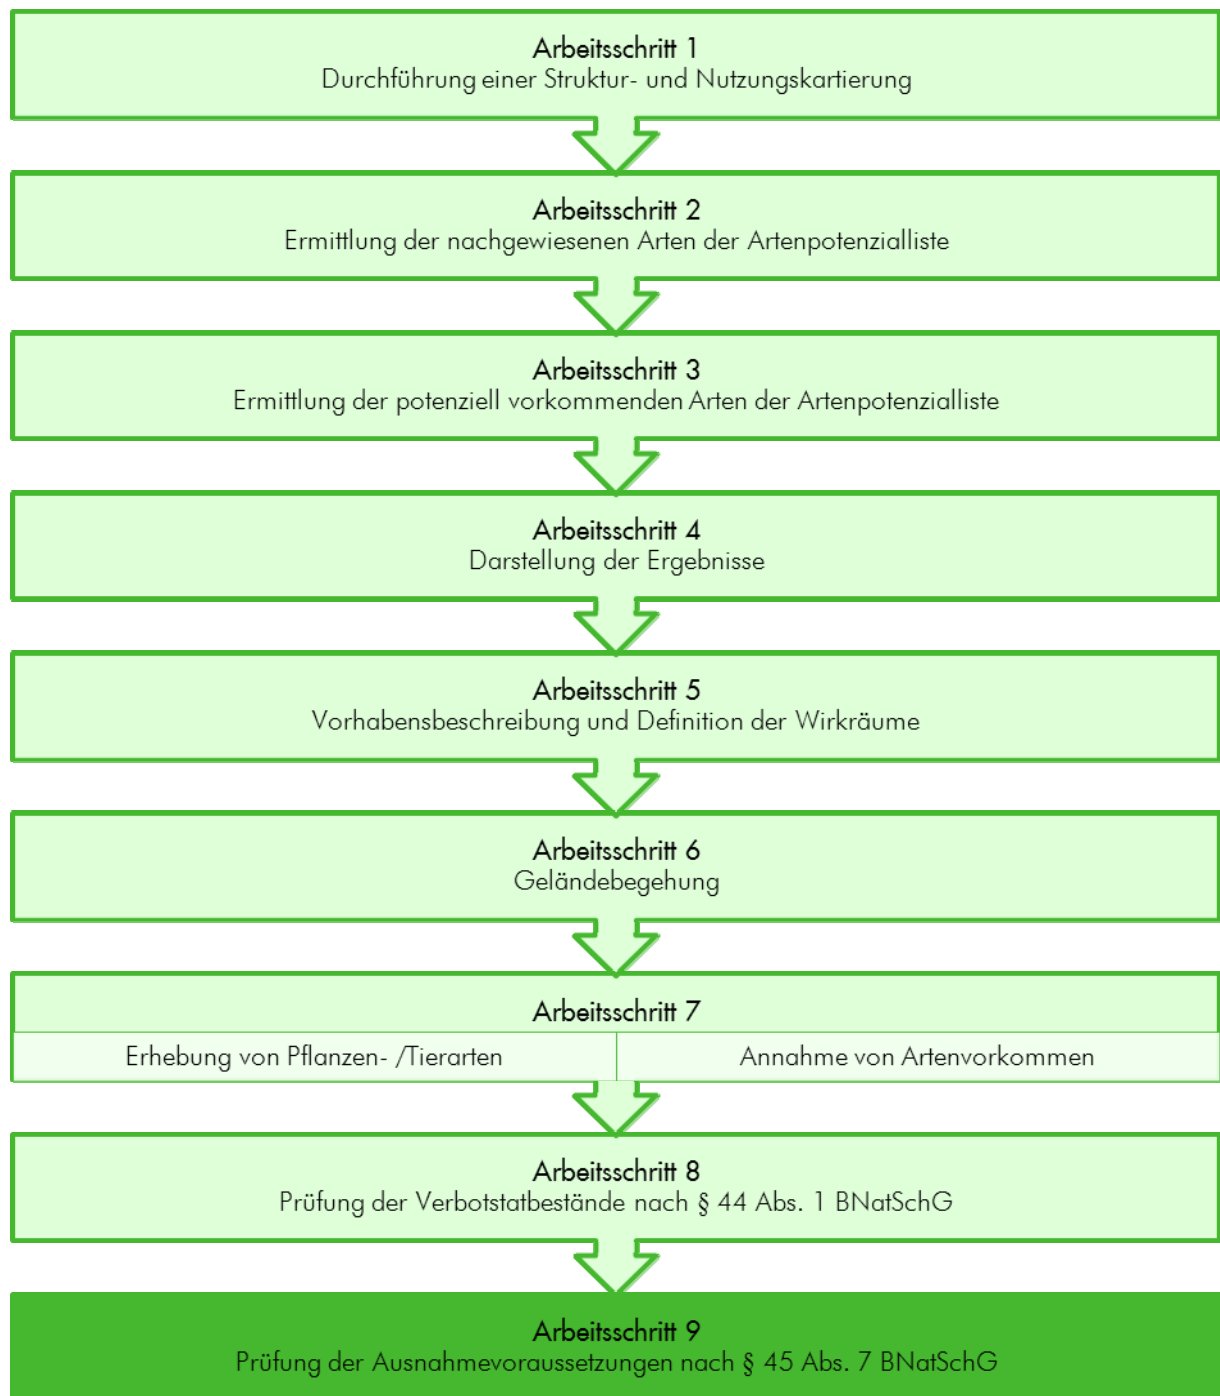 Arbeitsschritt 1
Durchführung einer Struktur- und Nutzungskartierung
Arbeitsschritt 2
Ermittlung der nachgewiesenen Arten der Artenpotenzialliste
Arbeitsschritt 3
Ermittlung der potenziell vorkommenden Arten der Artenpotenzialliste
Arbeitsschritt 4
Darstellung der Ergebnisse
Arbeitsschritt 5
Vorhabensbeschreibung und Definition der Wirkräume
Arbeitsschritt 6
Geländebegehung
Arbeitsschritt 7
Erhebung von Pflanzen- /Tierarten
Annahme von Artenvorkommen
Arbeitsschritt 8
Prüfung der Verbotstatbestände nach § 44 Abs. 1 BNatSchG
Arbeitsschritt 9
Prüfung der Ausnahmevoraussetzungen nach § 45 Abs. 7 BNatSchG